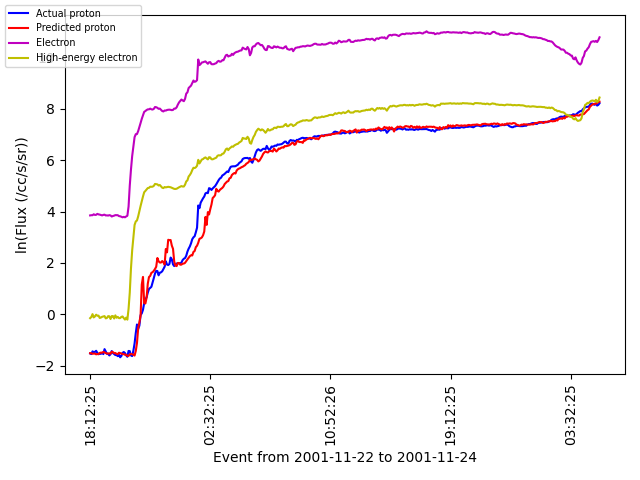 Actual proton
Predicted proton
Electron
High-energy electron
ln(Flux (/cc/s/sr))
8
6
4
2
0
−2
18:12:25
02:32:25
10:52:26
19:12:25
03:32:25
Event from 2001-11-22 to 2001-11-24